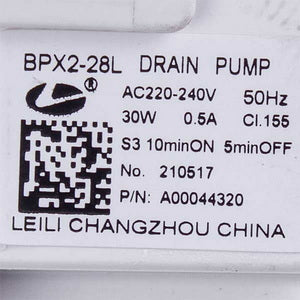 BPX2-28L DRAIN PUMP
AC220-240V 50Hz
30W 0.5A Cl.155
S3 10minON 5minOFF
No. 210517
P/N: A00044320
LEILI CHANGZHOU CHINA